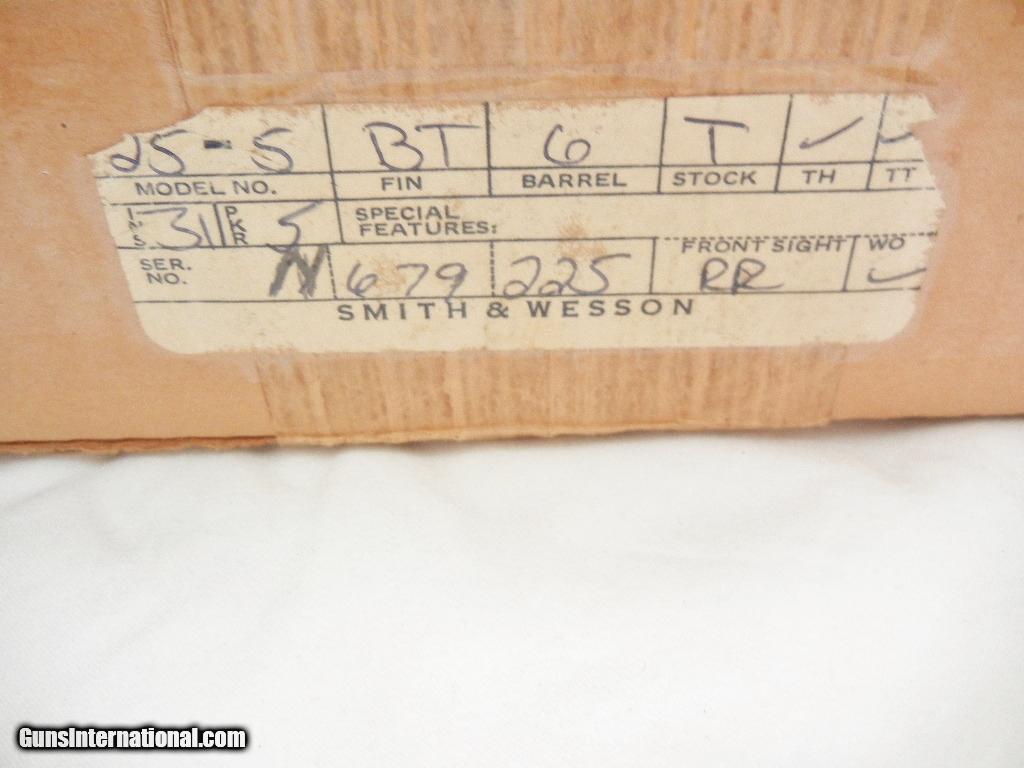 25-5 BT 6 T ✓ ✓
MODEL NO. FIN BARREL STOCK TH TT
INS. 31 PKR 5 SPECIAL FEATURES:
FRONT SIGHT WO
SER. NO. N 679 225 RR ✓
SMITH & WESSON
GunsInternational.com